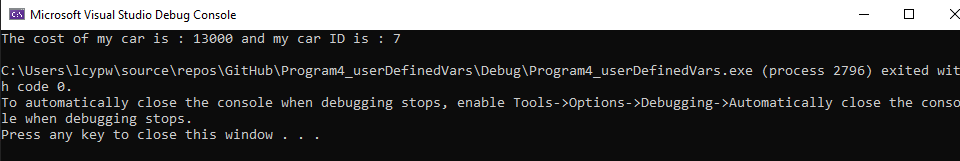 Microsoft Visual Studio Debug Console
The cost of my car is : 13000 and my car ID is : 7
C:\Users\lcypw\source\repos\GitHub\Program4_userDefinedVars\Debug\Program4_userDefinedVars.exe (process 2796) exited wit
h code 0.
To automatically close the console when debugging stops, enable Tools->Options->Debugging->Automatically close the conso
le when debugging stops.
Press any key to close this window . . .